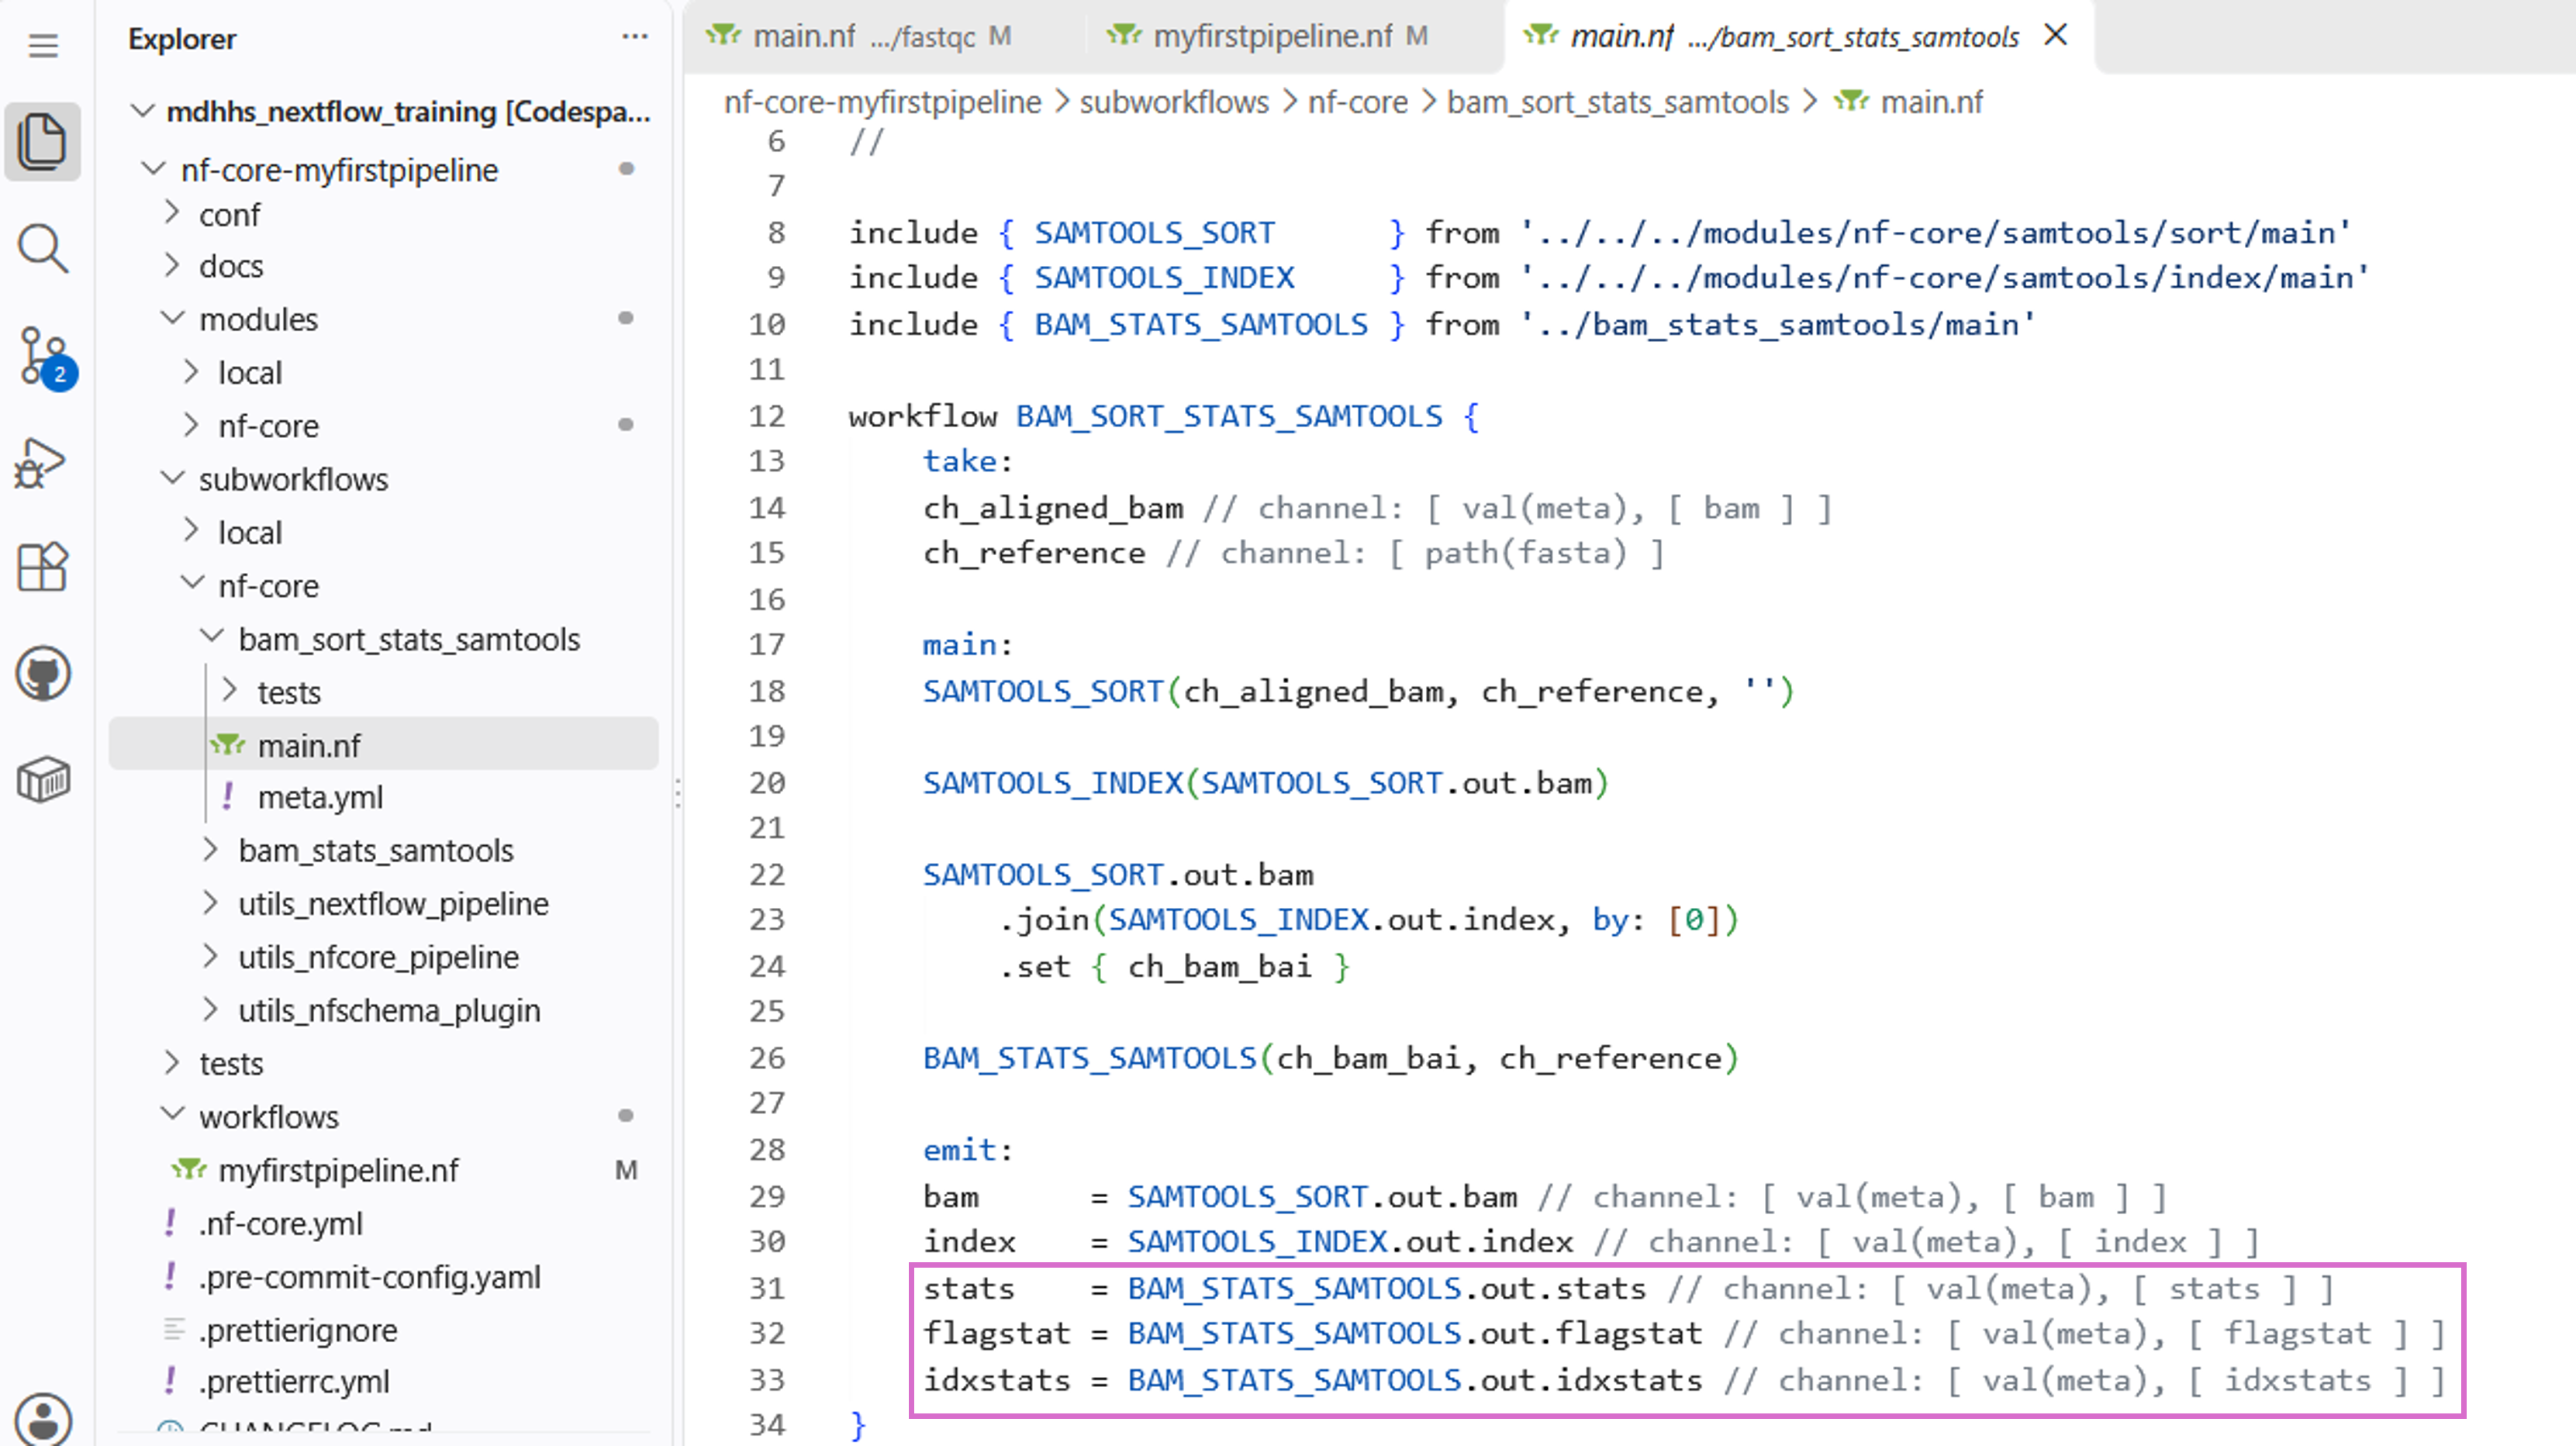 Explorer
mdhhs_nextflow_training [Codespa...
nf-core-myfirstpipeline
conf
docs
modules
local
nf-core
subworkflows
local
nf-core
bam_sort_stats_samtools
tests
main.nf
meta.yml
bam_stats_samtools
utils_nextflow_pipeline
utils_nfcore_pipeline
utils_nfschema_plugin
tests
workflows
myfirstpipeline.nf M
.nf-core.yml
.pre-commit-config.yaml
.prettierignore
.prettierrc.yml
CHANGELOG.md
2
main.nf .../fastqc M
myfirstpipeline.nf M
main.nf .../bam_sort_stats_samtools
nf-core-myfirstpipeline > subworkflows > nf-core > bam_sort_stats_samtools > main.nf
6 //
7
8 include { SAMTOOLS_SORT      } from '../../../modules/nf-core/samtools/sort/main'
9 include { SAMTOOLS_INDEX     } from '../../../modules/nf-core/samtools/index/main'
10 include { BAM_STATS_SAMTOOLS } from '../bam_stats_samtools/main'
11
12 workflow BAM_SORT_STATS_SAMTOOLS {
13     take:
14     ch_aligned_bam // channel: [ val(meta), [ bam ] ]
15     ch_reference // channel: [ path(fasta) ]
16
17     main:
18     SAMTOOLS_SORT(ch_aligned_bam, ch_reference, '')
19
20     SAMTOOLS_INDEX(SAMTOOLS_SORT.out.bam)
21
22     SAMTOOLS_SORT.out.bam
23         .join(SAMTOOLS_INDEX.out.index, by: [0])
24         .set { ch_bam_bai }
25
26     BAM_STATS_SAMTOOLS(ch_bam_bai, ch_reference)
27
28     emit:
29     bam      = SAMTOOLS_SORT.out.bam // channel: [ val(meta), [ bam ] ]
30     index    = SAMTOOLS_INDEX.out.index // channel: [ val(meta), [ index ] ]
31     stats    = BAM_STATS_SAMTOOLS.out.stats // channel: [ val(meta), [ stats ] ]
32     flagstat = BAM_STATS_SAMTOOLS.out.flagstat // channel: [ val(meta), [ flagstat ] ]
33     idxstats = BAM_STATS_SAMTOOLS.out.idxstats // channel: [ val(meta), [ idxstats ] ]
34 }